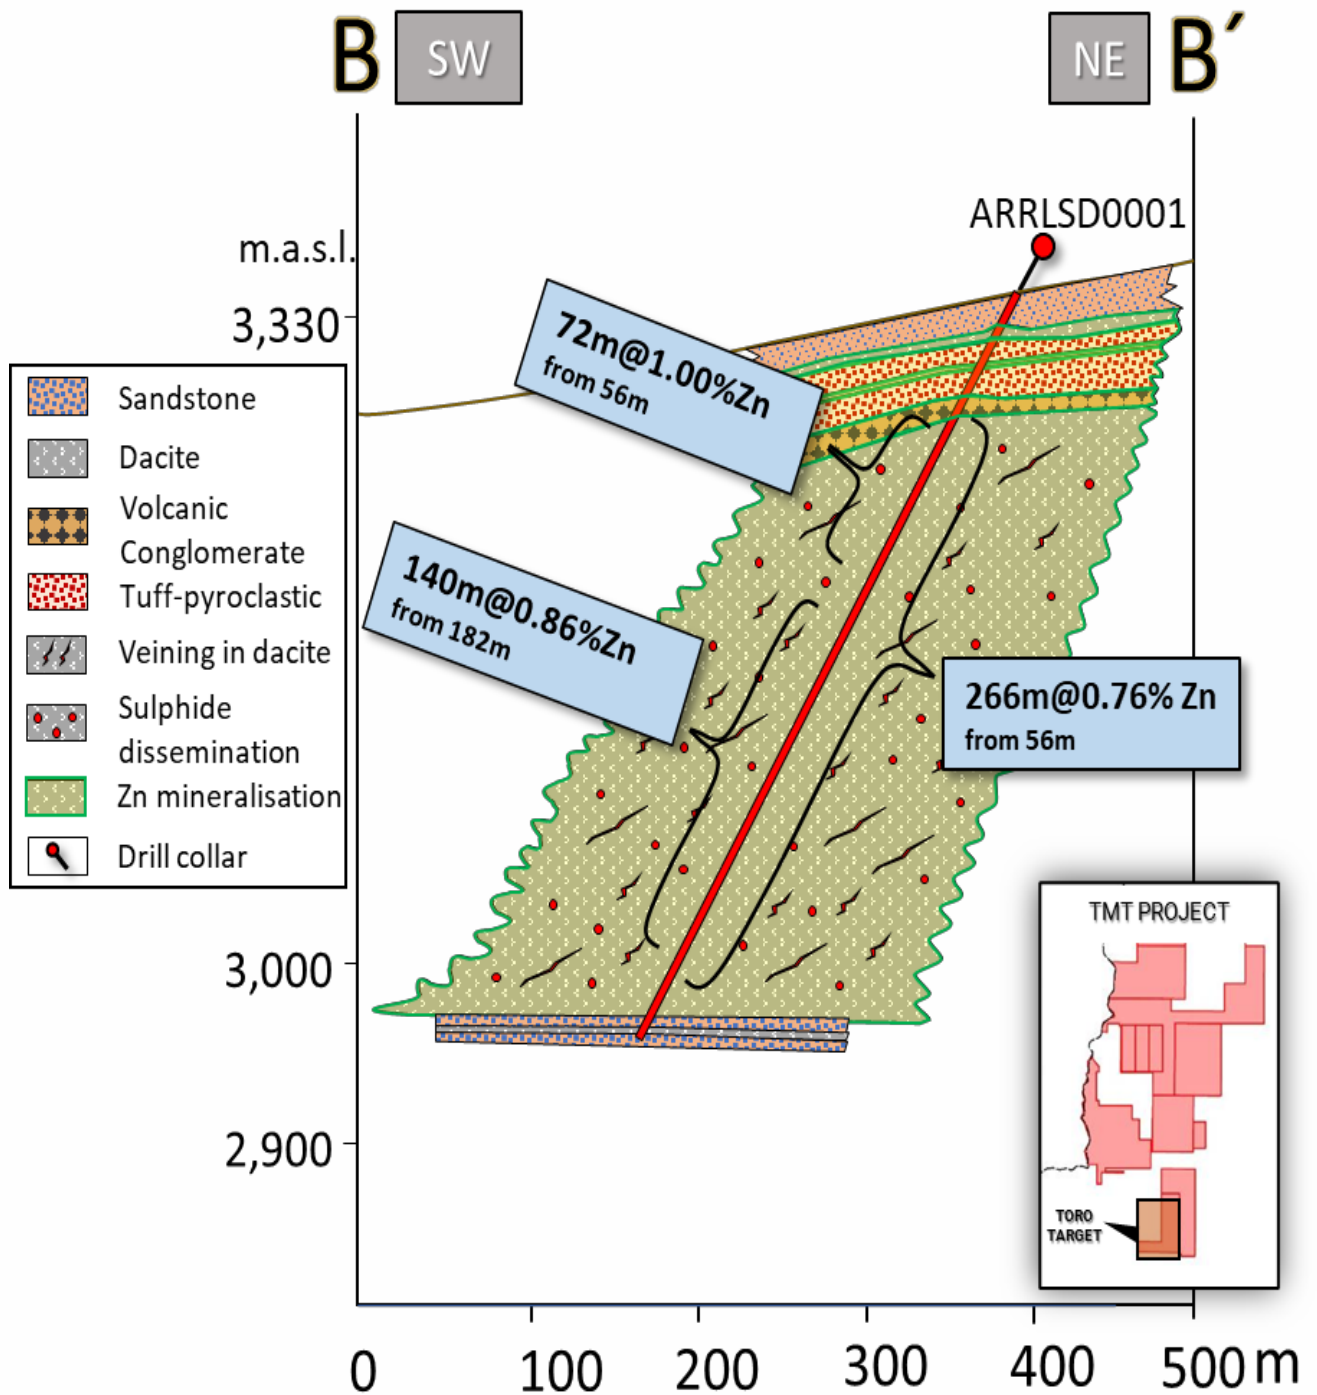 B SW NE B´
ARRLSD0001
m.a.s.l.
3,330
72m@1.00%Zn
from 56m
Sandstone
Dacite
Volcanic
Conglomerate
Tuff-pyroclastic
Veining in dacite
Sulphide
dissemination
Zn mineralisation
Drill collar
140m@0.86%Zn
from 182m
266m@0.76% Zn
from 56m
3,000
2,900
TMT PROJECT
TORO
TARGET
0 100 200 300 400 500 m